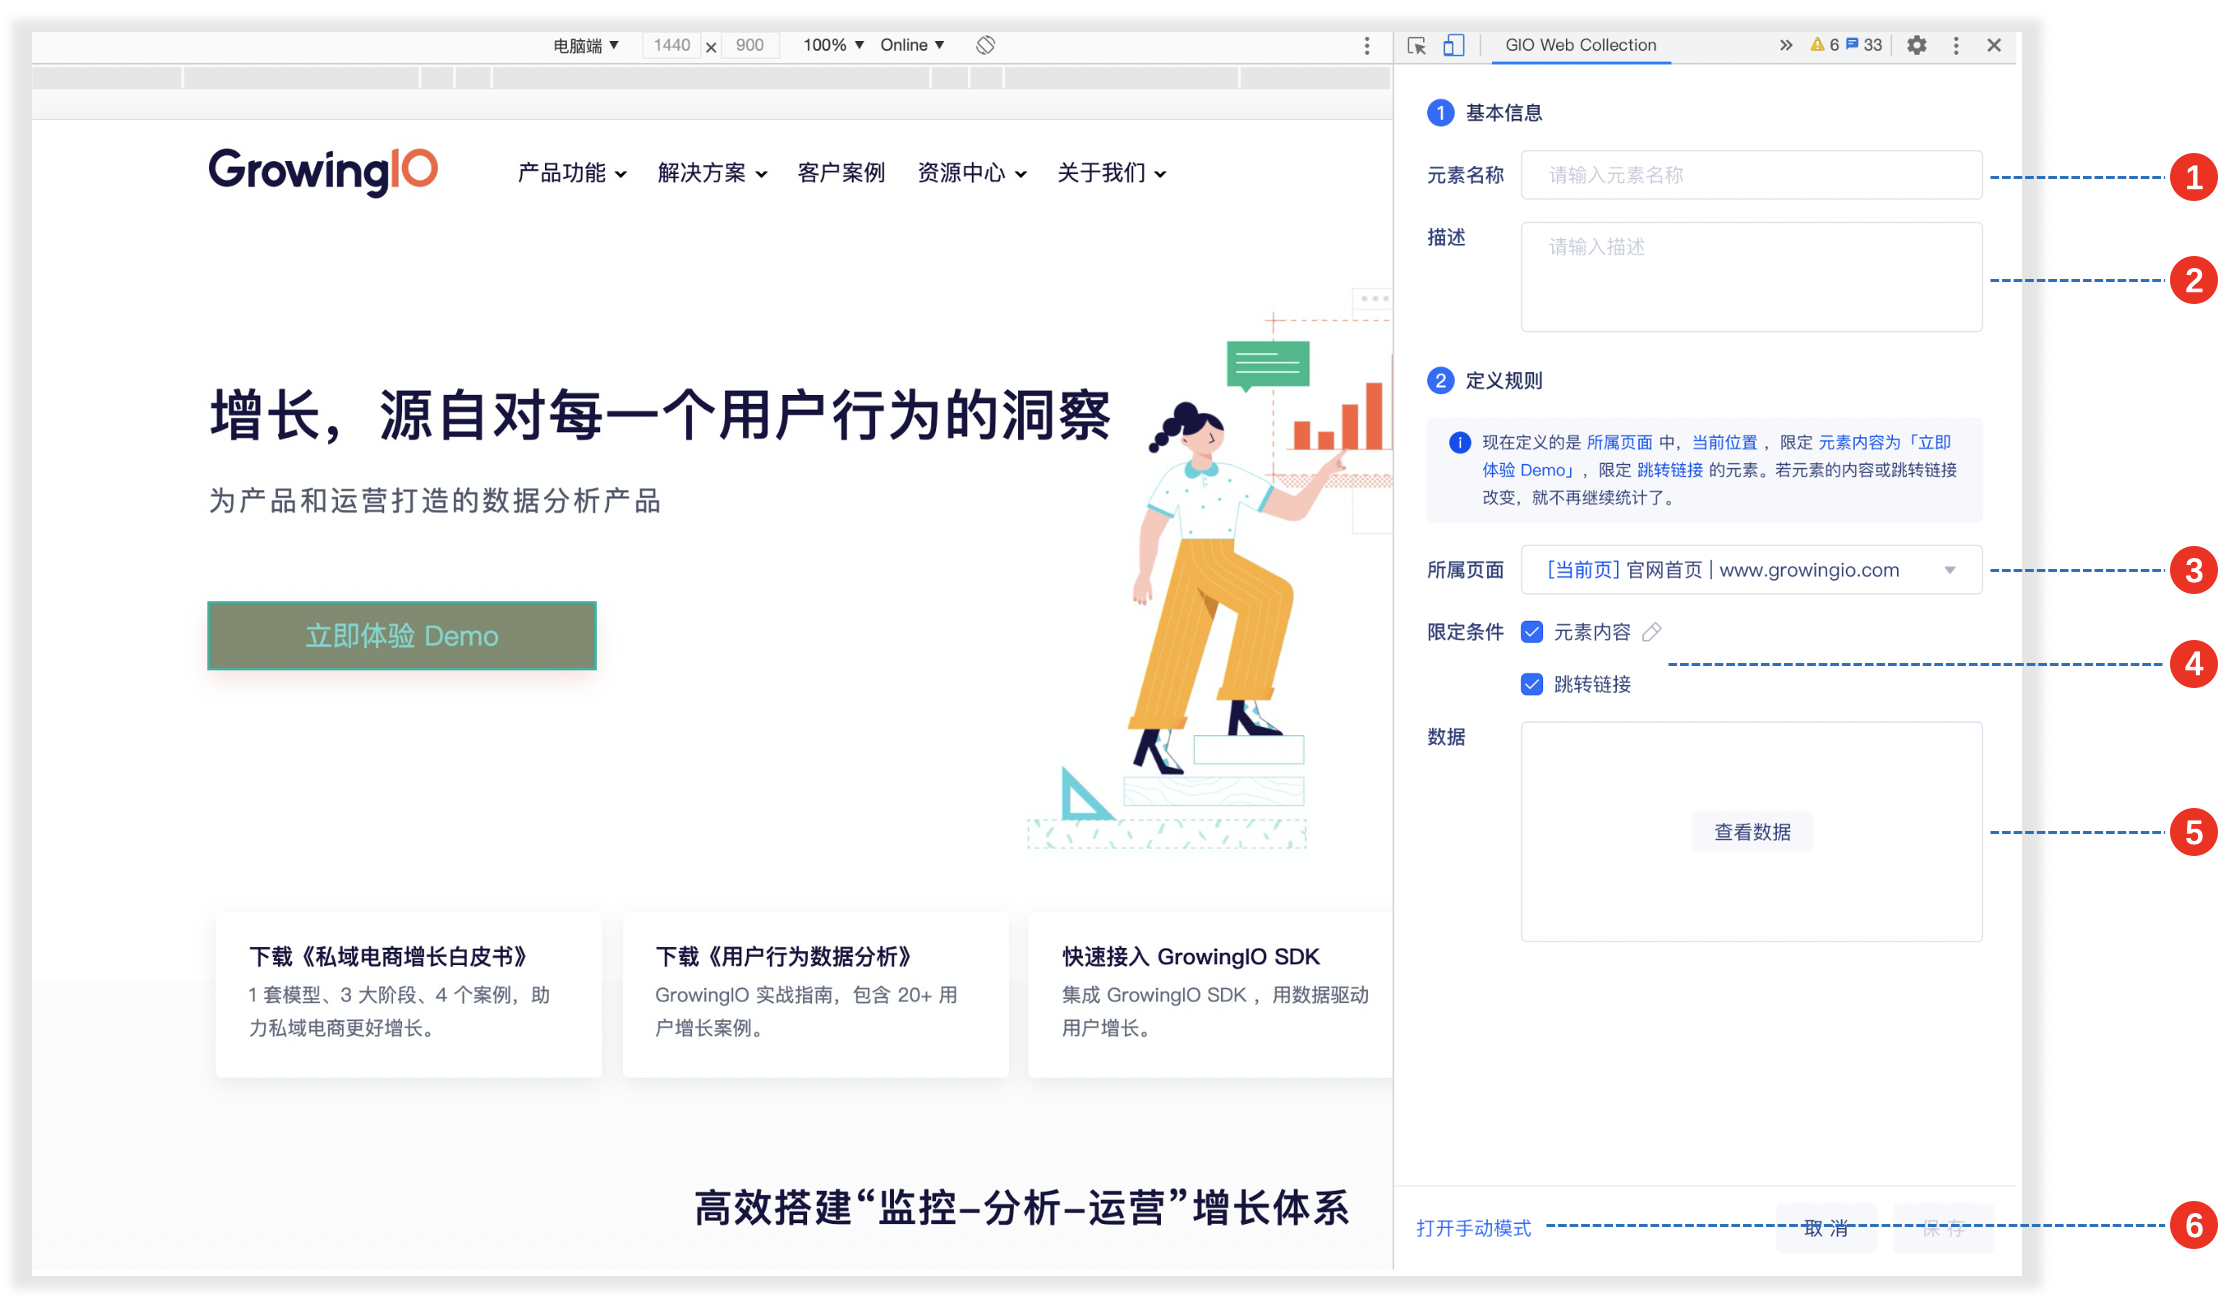 电脑端 ▼ 1440 × 900 100% ▼ Online ▼
GIO Web Collection 6 33
GrowingIO 产品功能 解决方案 客户案例 资源中心 关于我们
增长，源自对每一个用户行为的洞察
为产品和运营打造的数据分析产品
立即体验 Demo
下载《私域电商增长白皮书》
1 套模型、3 大阶段、4 个案例，助
力私域电商更好增长。
下载《用户行为数据分析》
GrowingIO 实战指南，包含 20+ 用
户增长案例。
快速接入 GrowingIO SDK
集成 GrowingIO SDK ，用数据驱动
用户增长。
高效搭建“监控–分析–运营”增长体系
1 基本信息
元素名称 请输入元素名称
描述 请输入描述
2 定义规则
现在定义的是 所属页面 中，当前位置 ，限定 元素内容为「立即
体验 Demo」，限定 跳转链接 的元素。若元素的内容或跳转链接
改变，就不再继续统计了。
所属页面 [当前页] 官网首页 | www.growingio.com
限定条件 元素内容
跳转链接
数据
查看数据
打开手动模式 取 消 保 存
1
2
3
4
5
6